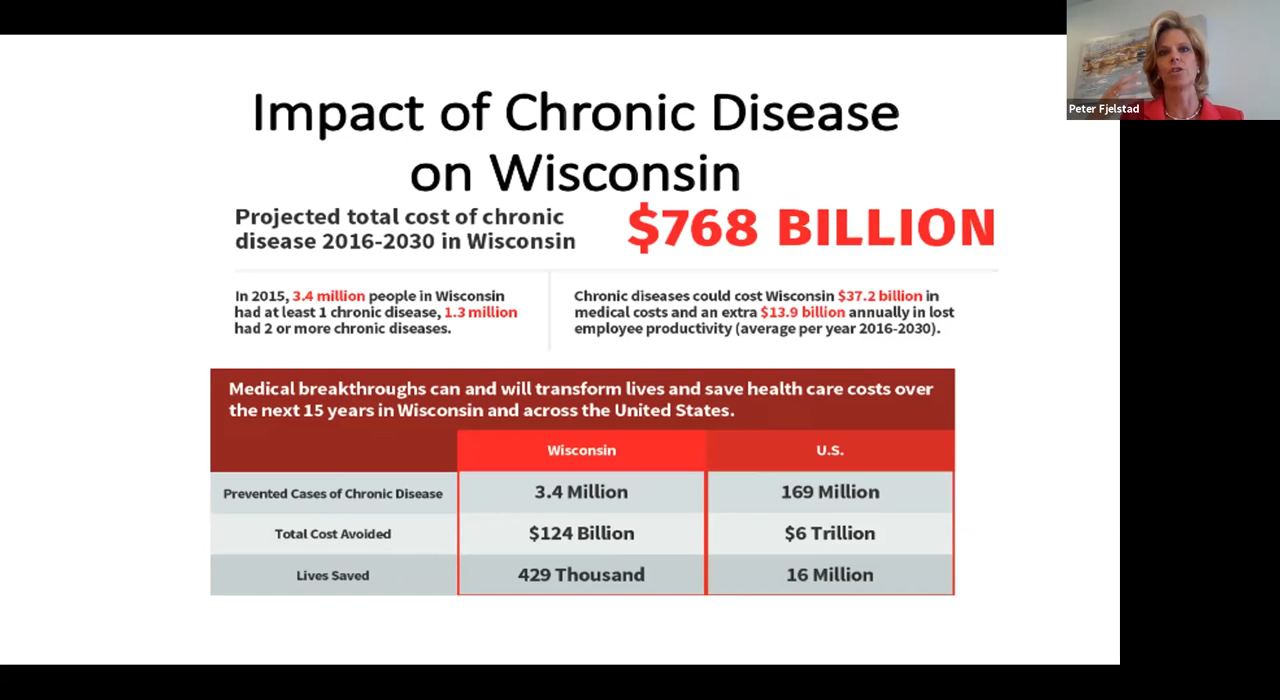 Impact of Chronic Disease
on Wisconsin
Projected total cost of chronic
disease 2016-2030 in Wisconsin
$768 BILLION
In 2015, 3.4 million people in Wisconsin
had at least 1 chronic disease, 1.3 million
had 2 or more chronic diseases.
Chronic diseases could cost Wisconsin $37.2 billion in
medical costs and an extra $13.9 billion annually in lost
employee productivity (average per year 2016-2030).
Medical breakthroughs can and will transform lives and save health care costs over
the next 15 years in Wisconsin and across the United States.
Wisconsin U.S.
Prevented Cases of Chronic Disease 3.4 Million 169 Million
Total Cost Avoided $124 Billion $6 Trillion
Lives Saved 429 Thousand 16 Million
Peter Fjelstad